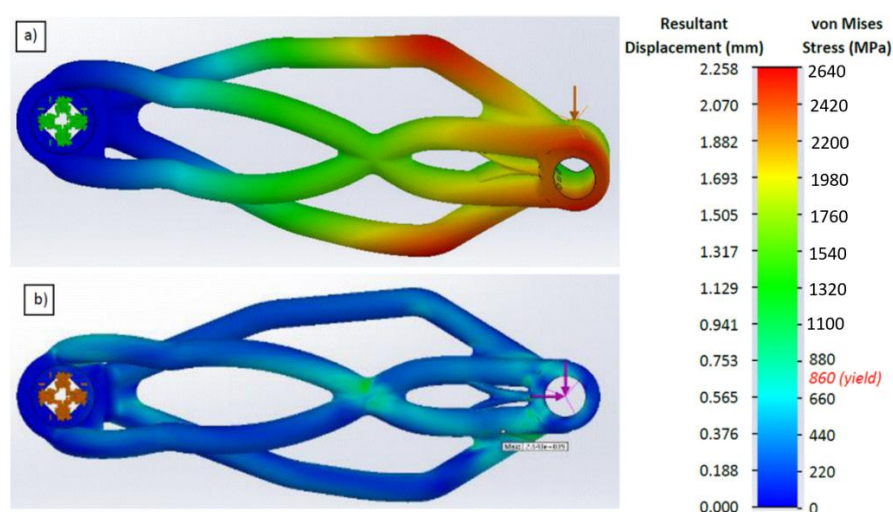 a)
b)
Resultant
Displacement (mm)
von Mises
Stress (MPa)
2.258 2640
2.070 2420
1.882 2200
1.693 1980
1.505 1760
1.317 1540
1.129 1320
0.941 1100
0.753 880
860 (yield)
0.565 660
0.376 440
0.188 220
0.000 0